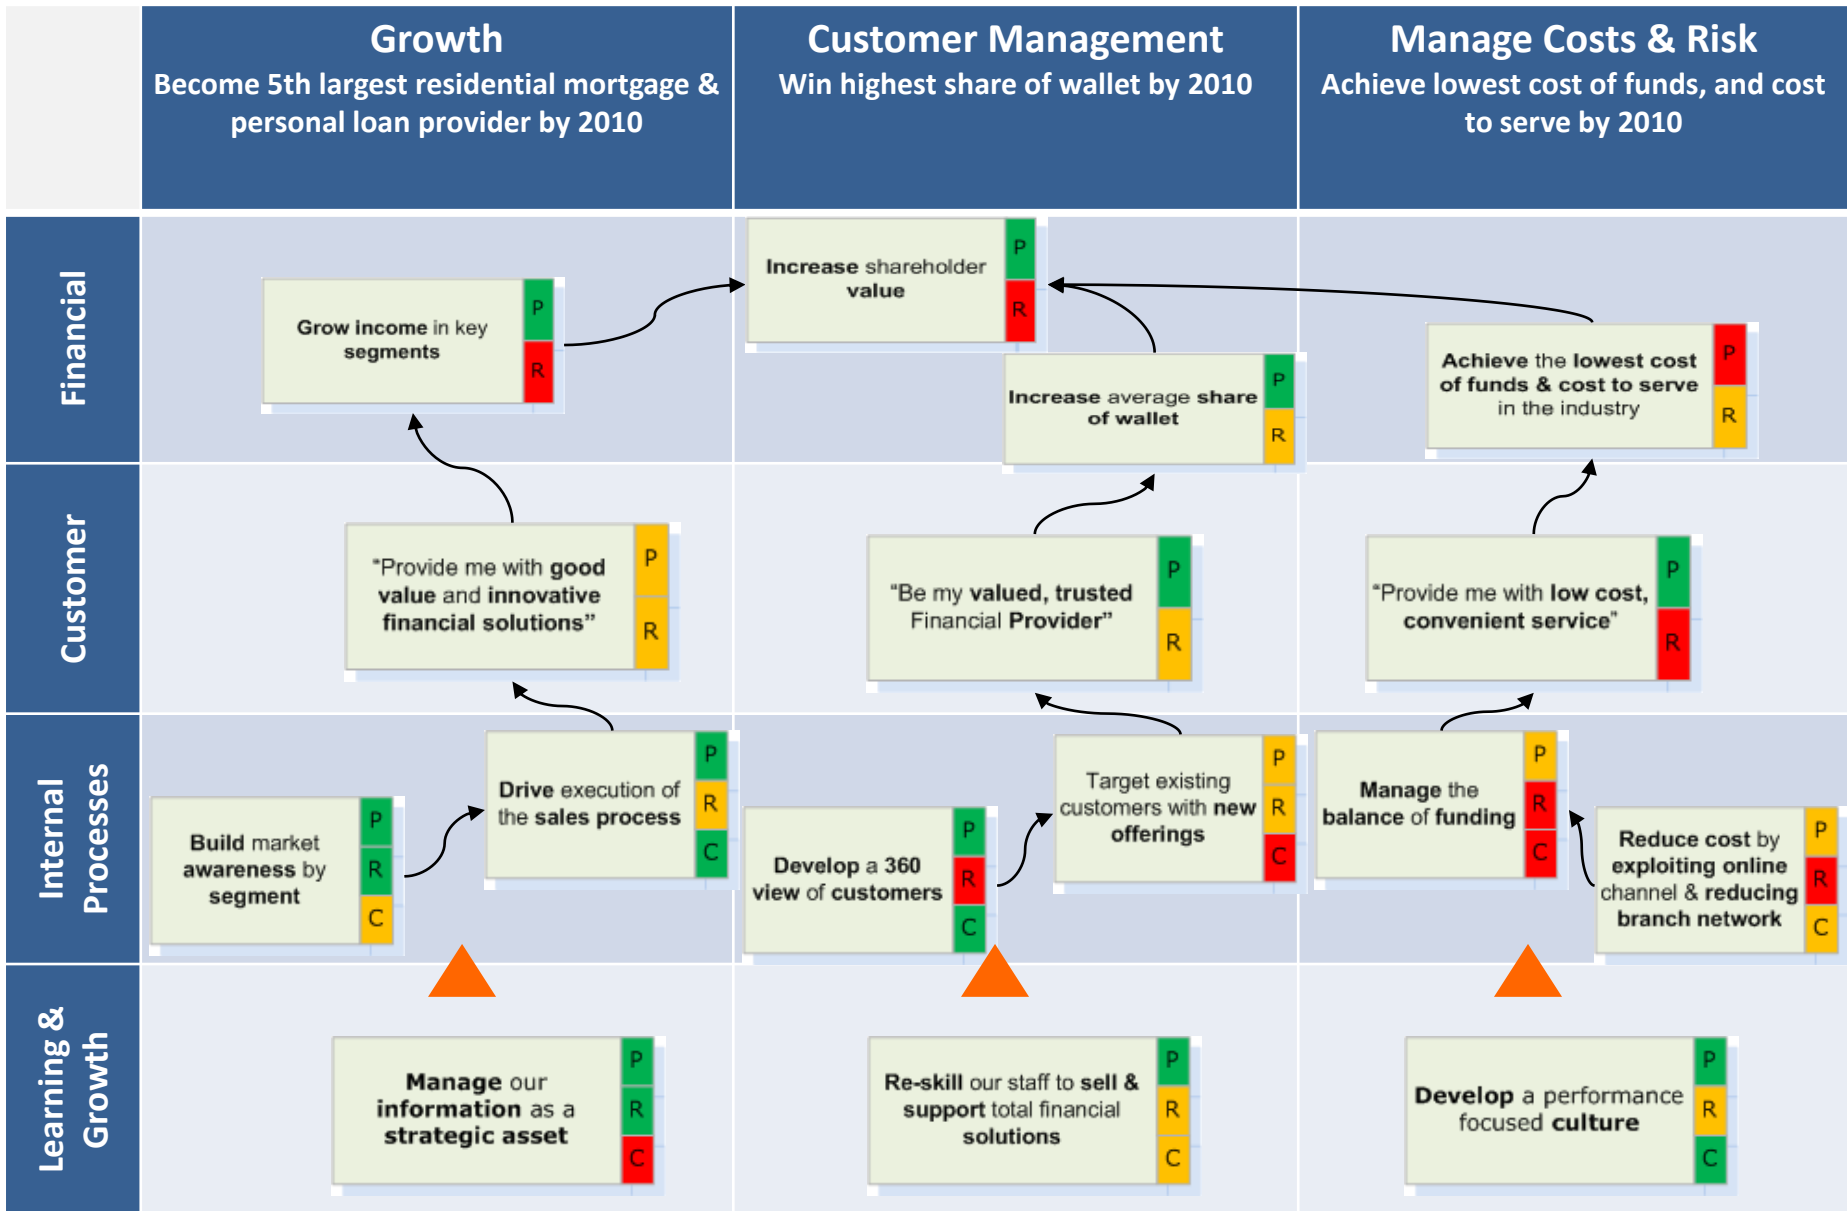 Growth
Become 5th largest residential mortgage &
personal loan provider by 2010
Customer Management
Win highest share of wallet by 2010
Manage Costs & Risk
Achieve lowest cost of funds, and cost
to serve by 2010
Financial
Grow income in key
segments
P
R
Increase shareholder
value
P
R
Increase average share
of wallet
P
R
Achieve the lowest cost
of funds & cost to serve
in the industry
P
R
Customer
"Provide me with good
value and innovative
financial solutions”
P
R
“Be my valued, trusted
Financial Provider”
P
R
"Provide me with low cost,
convenient service"
P
R
Internal
Processes
Build market
awareness by
segment
P
R
C
Drive execution of
the sales process
P
R
C
Develop a 360
view of customers
P
R
C
Target existing
customers with new
offerings
P
R
C
Manage the
balance of funding
P
R
C
Reduce cost by
exploiting online
channel & reducing
branch network
P
R
C
Learning &
Growth
Manage our
information as a
strategic asset
P
R
C
Re-skill our staff to sell &
support total financial
solutions
P
R
C
Develop a performance
focused culture
P
R
C